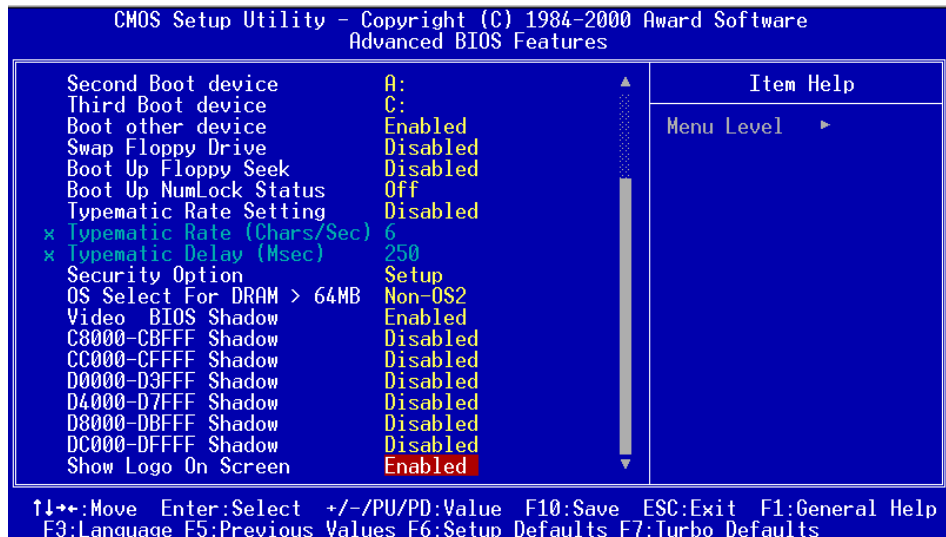 CMOS Setup Utility - Copyright (C) 1984-2000 Award Software
Advanced BIOS Features
Second Boot device A:
Third Boot device C:
Boot other device Enabled
Swap Floppy Drive Disabled
Boot Up Floppy Seek Disabled
Boot Up NumLock Status Off
Typematic Rate Setting Disabled
x Typematic Rate (Chars/Sec) 6
x Typematic Delay (Msec) 250
Security Option Setup
OS Select For DRAM > 64MB Non-OS2
Video BIOS Shadow Enabled
C8000-CBFFF Shadow Disabled
CC000-CFFFF Shadow Disabled
D0000-D3FFF Shadow Disabled
D4000-D7FFF Shadow Disabled
D8000-DBFFF Shadow Disabled
DC000-DFFFF Shadow Disabled
Show Logo On Screen Enabled
Item Help
Menu Level ▶
↑↓→←:Move Enter:Select +/-/PU/PD:Value F10:Save ESC:Exit F1:General Help
F3:Language F5:Previous Values F6:Setup Defaults F7:Turbo Defaults